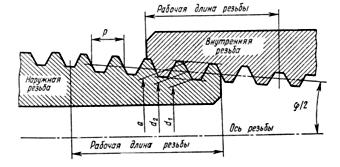 Рабочая длина резьбы
P
Внутренняя
резьба
Наружная
резьба
d
d₂
d₁
φ/2
Ось резьбы
Рабочая длина резьбы